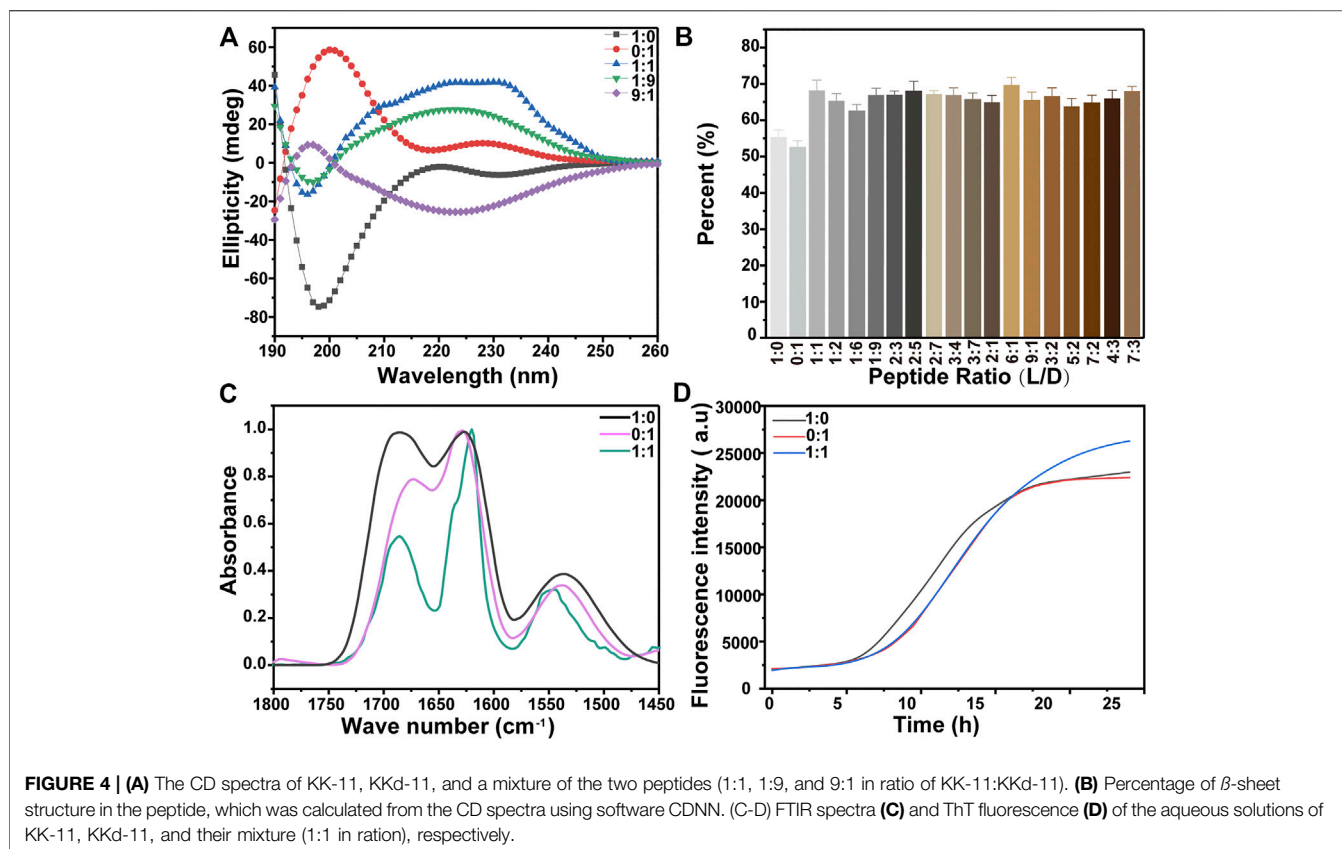 A
Ellipticity (mdeg)
60
40
20
0
-20
-40
-60
-80
1:0
0:1
1:1
1:9
9:1
190 200 210 220 230 240 250 260
Wavelength (nm)
B
Percent (%)
90
80
70
60
50
40
30
20
10
0
1:0 0:1 1:1 1:2 1:6 1:9 2:3 2:5 2:7 3:4 3:7 2:1 6:1 9:1 3:2 5:2 7:2 4:3 7:3
Peptide Ratio (L/D)
C
Absorbance
1.0
0.8
0.6
0.4
0.2
0.0
1:0
0:1
1:1
1800 1750 1700 1650 1600 1550 1500 1450
Wave number (cm⁻¹)
D
Fluorescence intensity ( a.u)
30000
25000
20000
15000
10000
5000
0
1:0
0:1
1:1
0 5 10 15 20 25
Time (h)
FIGURE 4 | (A) The CD spectra of KK-11, KKd-11, and a mixture of the two peptides (1:1, 1:9, and 9:1 in ratio of KK-11:KKd-11). (B) Percentage of ß-sheet
structure in the peptide, which was calculated from the CD spectra using software CDNN. (C-D) FTIR spectra (C) and ThT fluorescence (D) of the aqueous solutions of
KK-11, KKd-11, and their mixture (1:1 in ration), respectively.